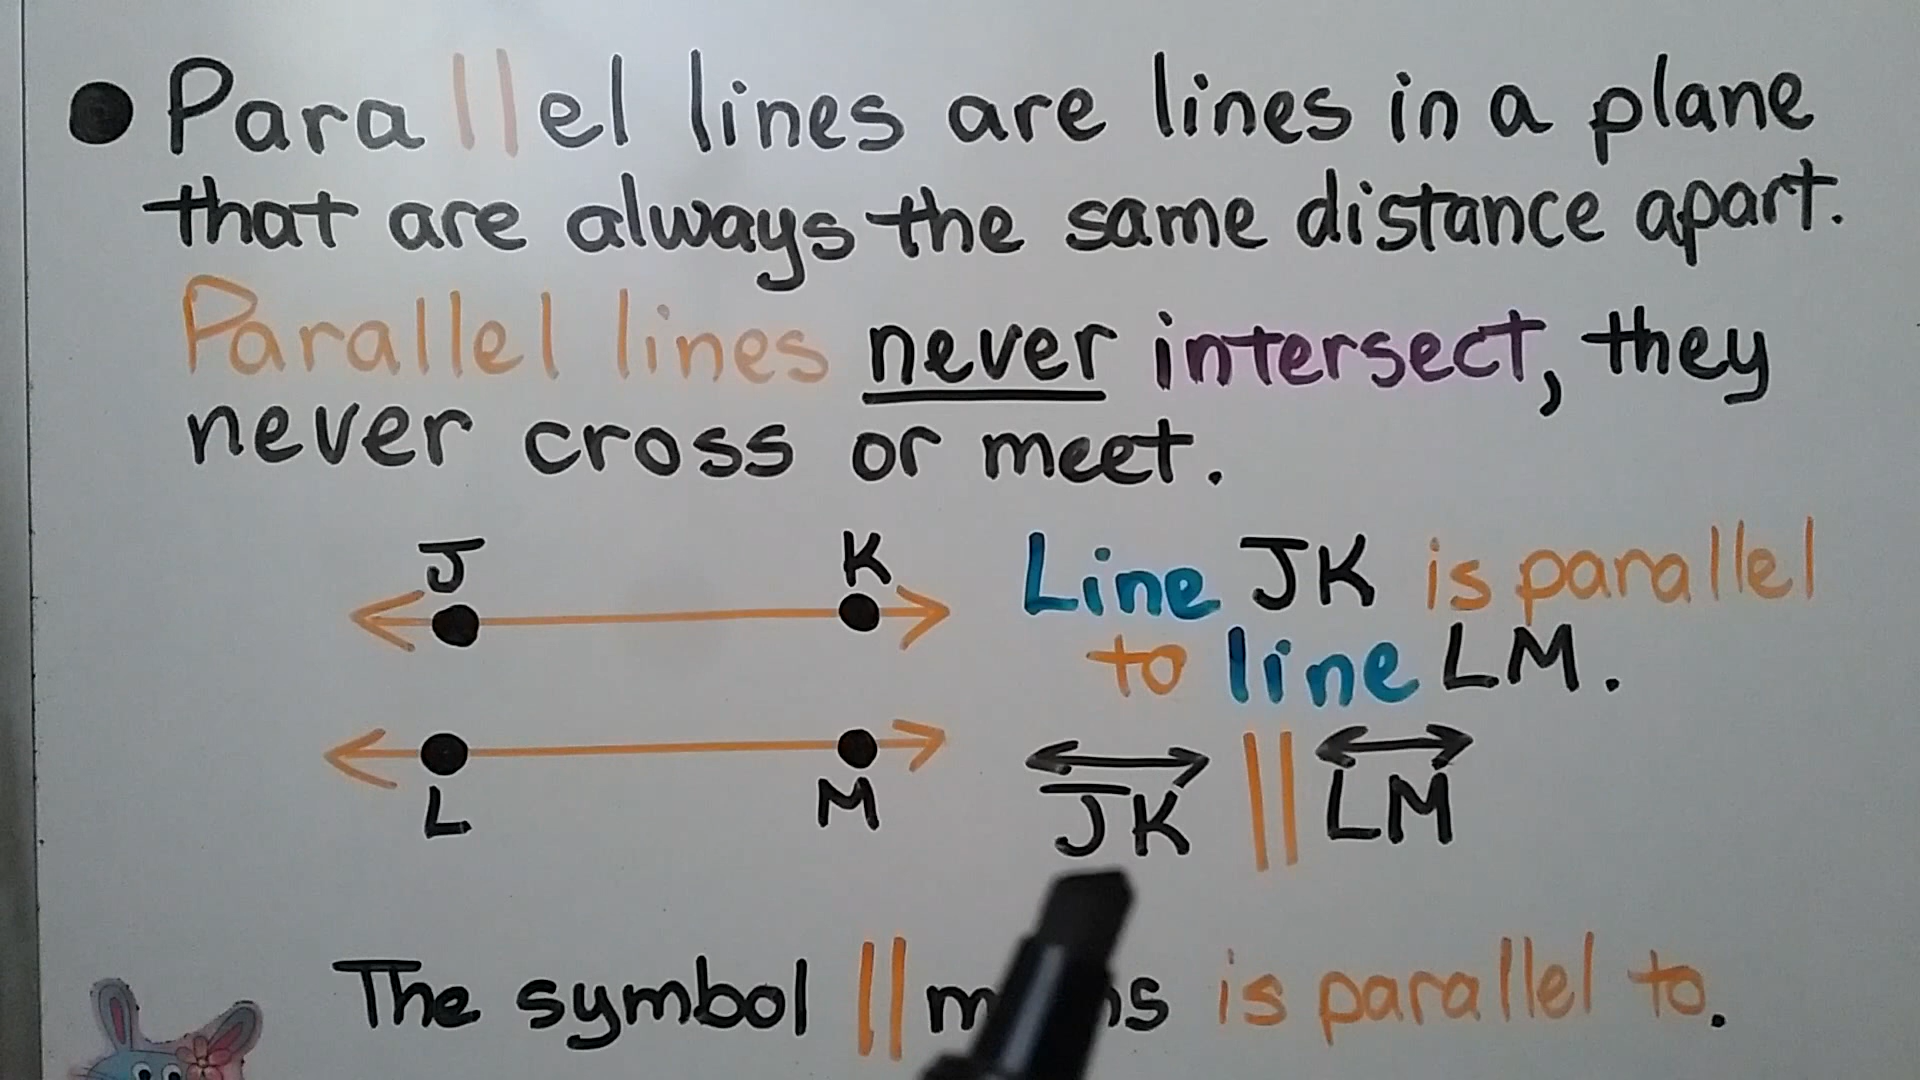 Parallel lines are lines in a plane
that are always the same distance apart.
Parallel lines never intersect, they
never cross or meet.
J K
Line JK is parallel
to line LM.
L M
JK || LM
The symbol || is parallel to.